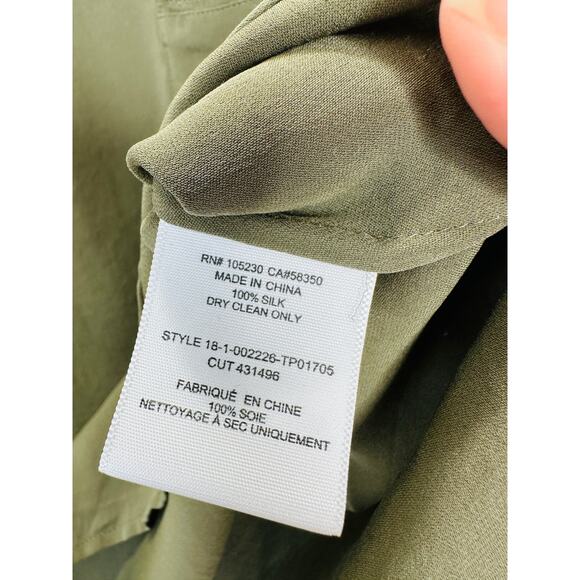 RN# 105230 CA#58350
MADE IN CHINA
100% SILK
DRY CLEAN ONLY
STYLE 18-1-002226-TP01705
CUT 431496
FABRIQUÉ EN CHINE
100% SOIE
NETTOYAGE À SEC UNIQUEMENT